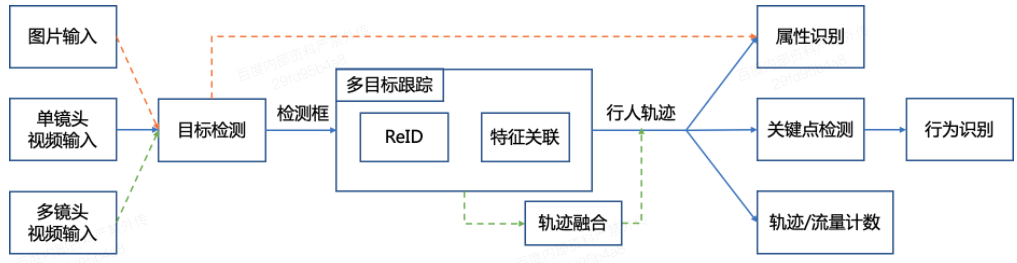 图片输入
单镜头
视频输入
多镜头
视频输入
目标检测
检测框
多目标跟踪
ReID
特征关联
轨迹融合
行人轨迹
属性识别
关键点检测
行为识别
轨迹/流量计数